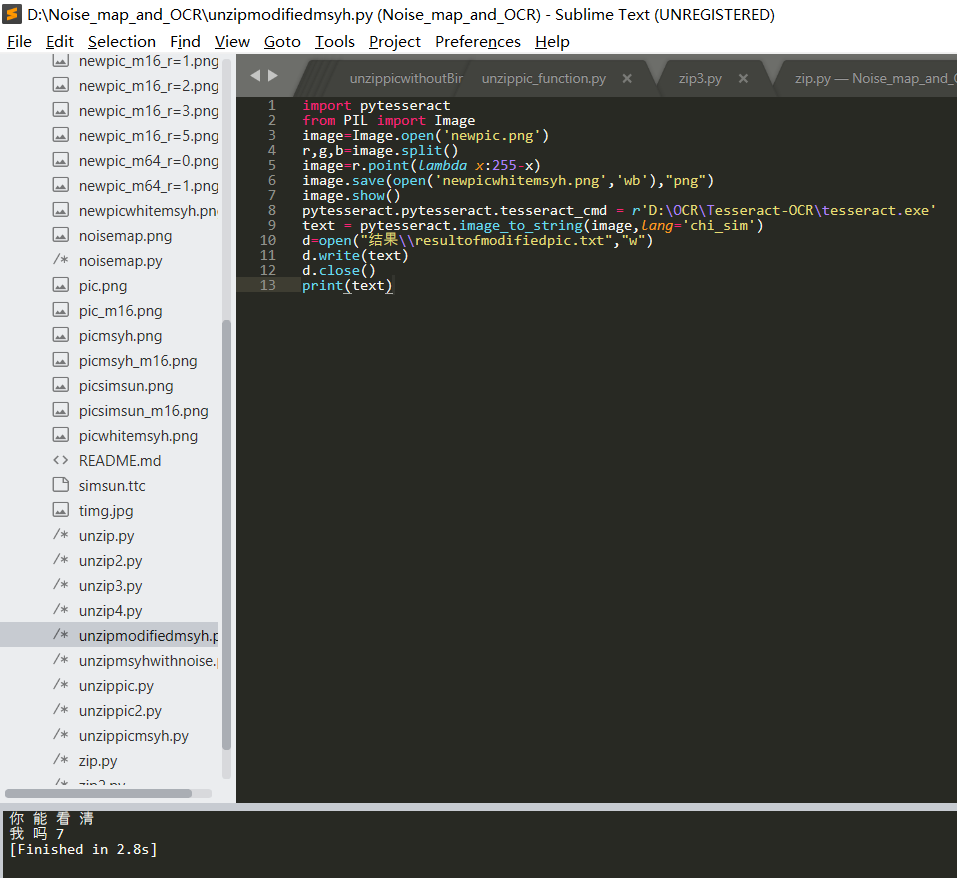 D:\Noise_map_and_OCR\unzipmodifiedmsyh.py (Noise_map_and_OCR) - Sublime Text (UNREGISTERED)
File Edit Selection Find View Goto Tools Project Preferences Help
newpic_m16_r=1.png
newpic_m16_r=2.png
newpic_m16_r=3.png
newpic_m16_r=5.png
newpic_m64_r=0.png
newpic_m64_r=1.png
newpicwhitemsyh.pn
noisemap.png
/* noisemap.py
pic.png
pic_m16.png
picmsyh.png
picmsyh_m16.png
picsimsun.png
picsimsun_m16.png
picwhitemsyh.png
<> README.md
simsun.ttc
timg.jpg
/* unzip.py
/* unzip2.py
/* unzip3.py
/* unzip4.py
/* unzipmodifiedmsyh.p
/* unzipmsyhwithnoise.
/* unzippic.py
/* unzippic2.py
/* unzippicmsyh.py
/* zip.py
/* zip2.py
unzippicwithoutBir unzippic_function.py × zip3.py × zip.py — Noise_map_and_
1 import pytesseract
2 from PIL import Image
3 image=Image.open('newpic.png')
4 r,g,b=image.split()
5 image=r.point(lambda x:255-x)
6 image.save(open('newpicwhitemsyh.png','wb'),"png")
7 image.show()
8 pytesseract.pytesseract.tesseract_cmd = r'D:\OCR\Tesseract-OCR\tesseract.exe'
9 text = pytesseract.image_to_string(image,lang='chi_sim')
10 d=open("结果\\resultofmodifiedpic.txt","w")
11 d.write(text)
12 d.close()
13 print(text)
你 能 看 清
我 吗 7
[Finished in 2.8s]